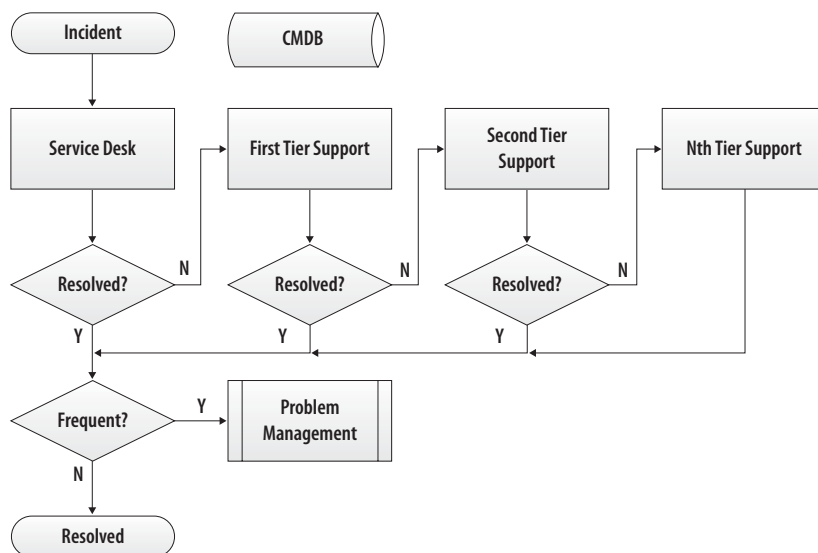 Incident
CMDB
Service Desk
First Tier Support
Second Tier
Support
Nth Tier Support
Resolved?
N
Resolved?
N
Resolved?
N
Y
Y
Y
Frequent?
Y
Problem
Management
N
Resolved